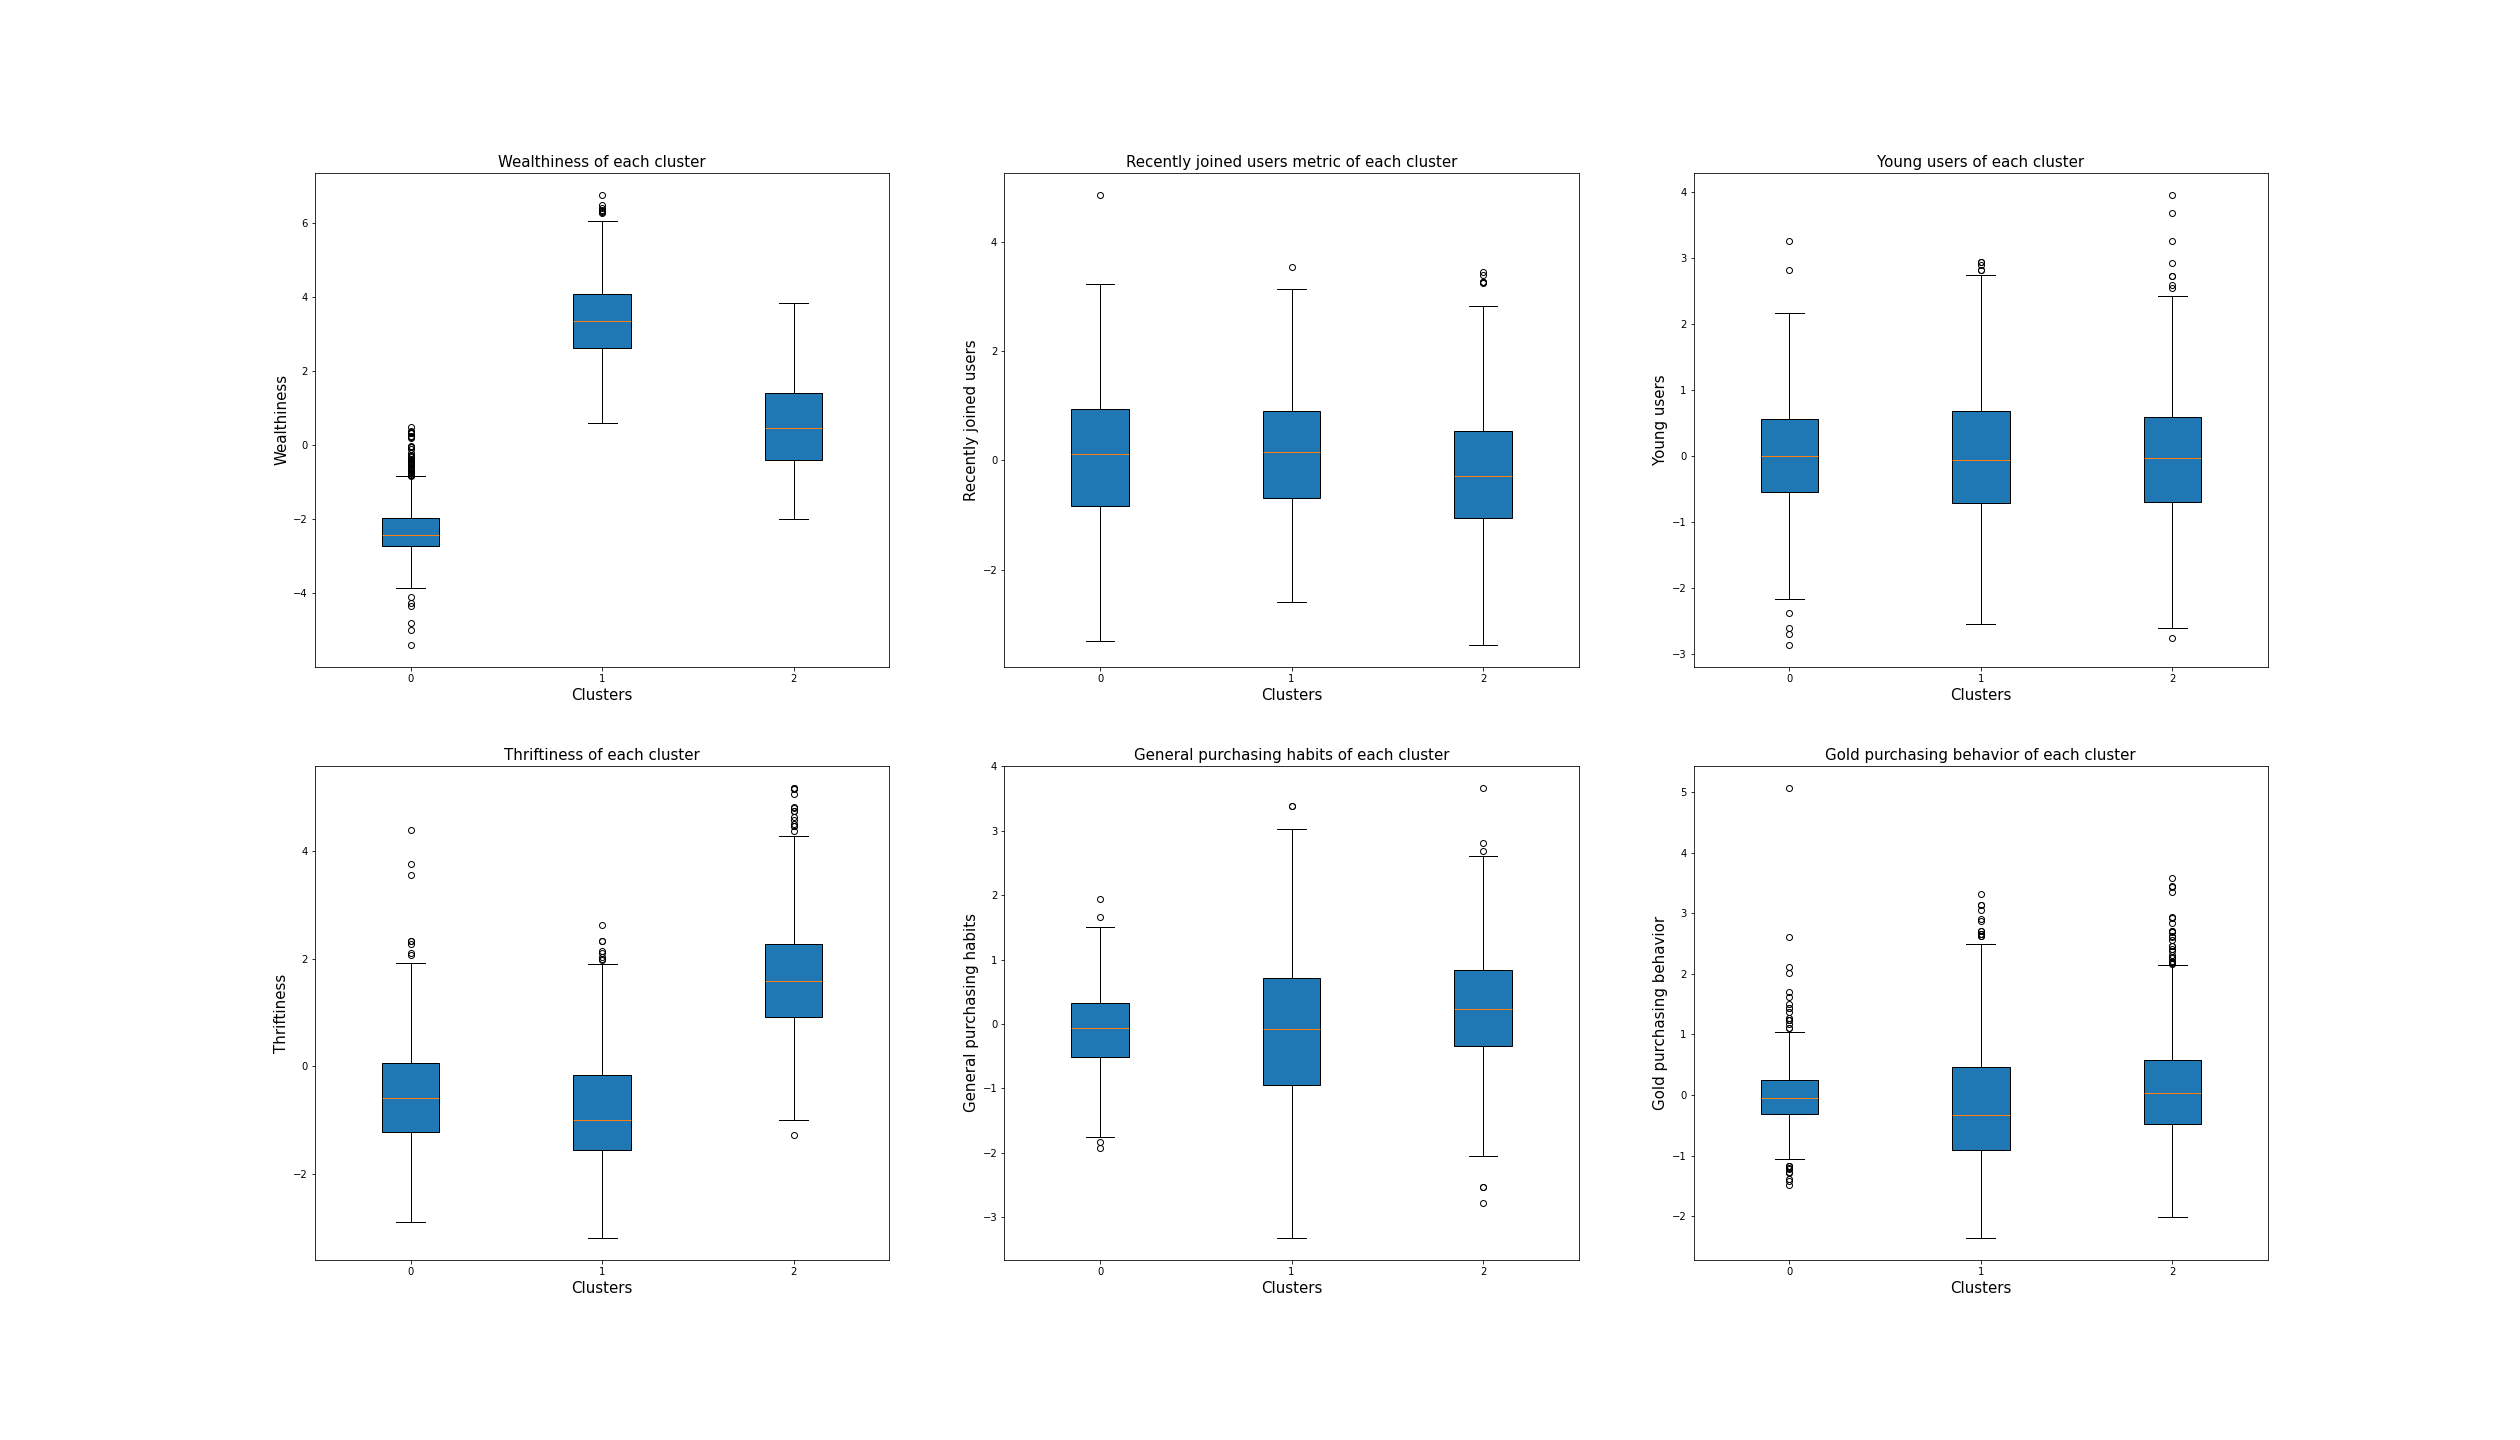 Wealthiness of each cluster
Wealthiness
6
4
2
0
−2
−4
0 1 2
Clusters
Recently joined users metric of each cluster
Recently joined users
4
2
0
−2
0 1 2
Clusters
Young users of each cluster
Young users
4
3
2
1
0
−1
−2
−3
0 1 2
Clusters
Thriftiness of each cluster
Thriftiness
4
2
0
−2
0 1 2
Clusters
General purchasing habits of each cluster
General purchasing habits
4
3
2
1
0
−1
−2
−3
0 1 2
Clusters
Gold purchasing behavior of each cluster
Gold purchasing behavior
5
4
3
2
1
0
−1
−2
0 1 2
Clusters